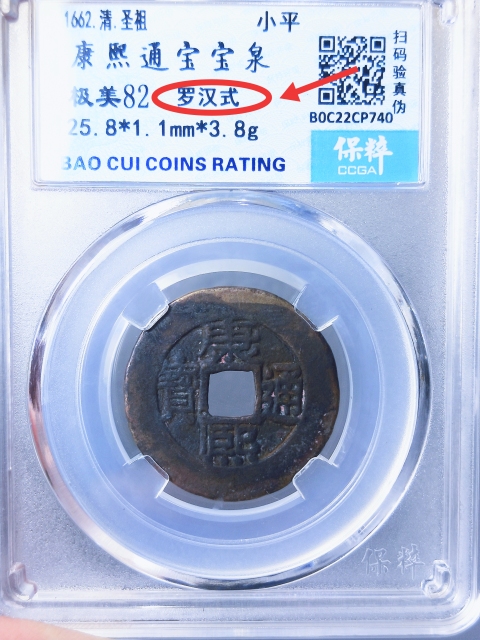 1662.清.圣祖 小平
康熙通宝宝泉
极美82 罗汉式
25.8*1.1mm*3.8g
BAO CUI COINS RATING
扫码验真伪
B0C22CP740
保粹
CCGA
康熙通寳
保粹